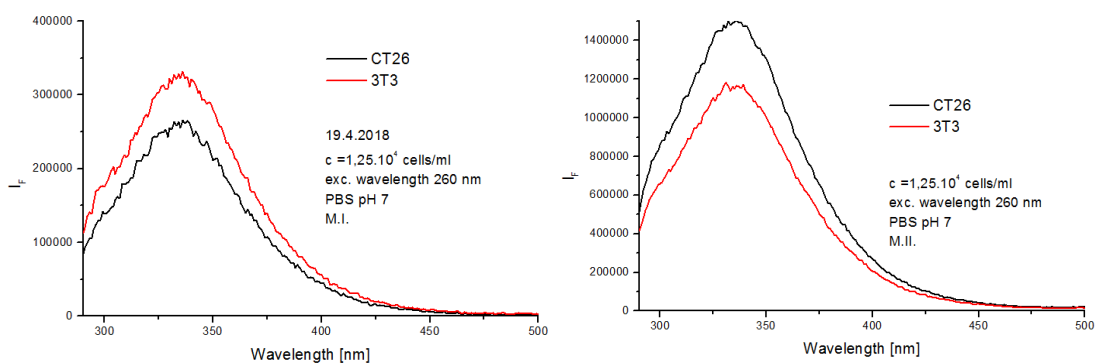 400000
300000
200000
100000
0
I_F
CT26
3T3
19.4.2018
c =1,25.10⁴ cells/ml
exc. wavelength 260 nm
PBS pH 7
M.I.
300 350 400 450 500
Wavelength [nm]
1400000
1200000
1000000
800000
600000
400000
200000
0
I_F
CT26
3T3
c =1,25.10⁴ cells/ml
exc. wavelength 260 nm
PBS pH 7
M.II.
300 350 400 450 500
Wavelength [nm]